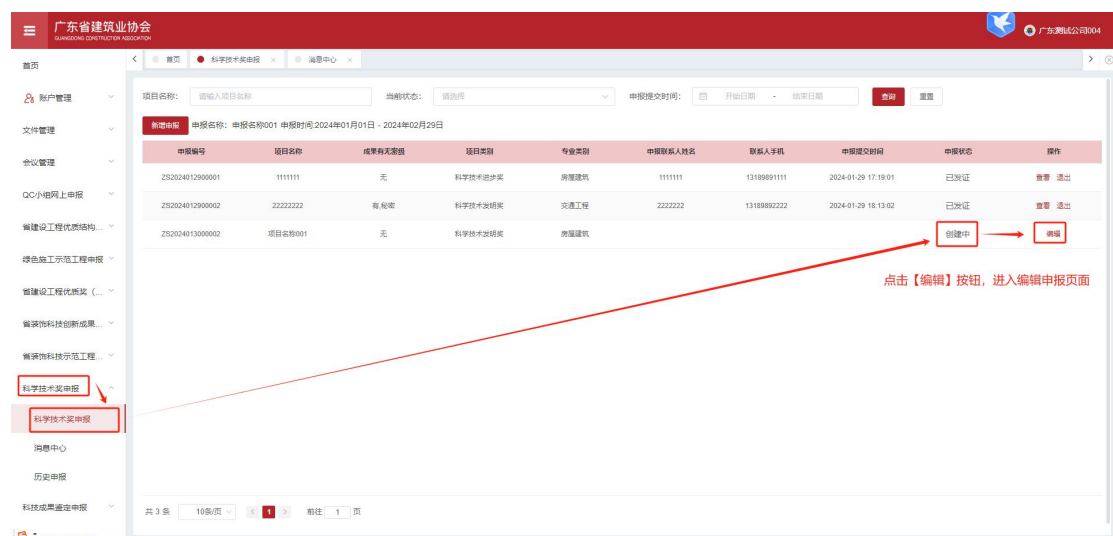 广东省建筑业协会
GUANGDONG CONSTRUCTION ASSOCIATION
广东测试公司004
首页
账户管理
文件管理
会议管理
QC小组网上申报
省建设工程优质结构...
绿色施工示范工程申报
省建设工程优质奖（...
省装饰科技创新成果...
省装饰科技示范工程...
科学技术奖申报
科学技术奖申报
消息中心
历史申报
科技成果鉴定申报
首页 科学技术奖申报 × 消息中心 ×
项目名称： 请输入项目名称 当前状态： 请选择 申报提交时间： 开始日期 - 结束日期 查询 重置
新增申报 申报名称：申报名称001 申报时间:2024年01月01日 - 2024年02月29日
申报编号 项目名称 成果有无密级 项目类别 专业类别 申报联系人姓名 联系人手机 申报提交时间 申报状态 操作
ZS2024012900001 1111111 无 科学技术进步奖 房屋建筑 1111111 13189891111 2024-01-29 17:19:01 已发证 查看 退出
ZS2024012900002 22222222 有,秘密 科学技术发明奖 交通工程 2222222 13189892222 2024-01-29 18:13:02 已发证 查看 退出
ZS2024013000002 项目名称001 无 科学技术发明奖 房屋建筑 创建中 编辑
点击【编辑】按钮，进入编辑申报页面
共 3 条 10条/页 1 前往 1 页